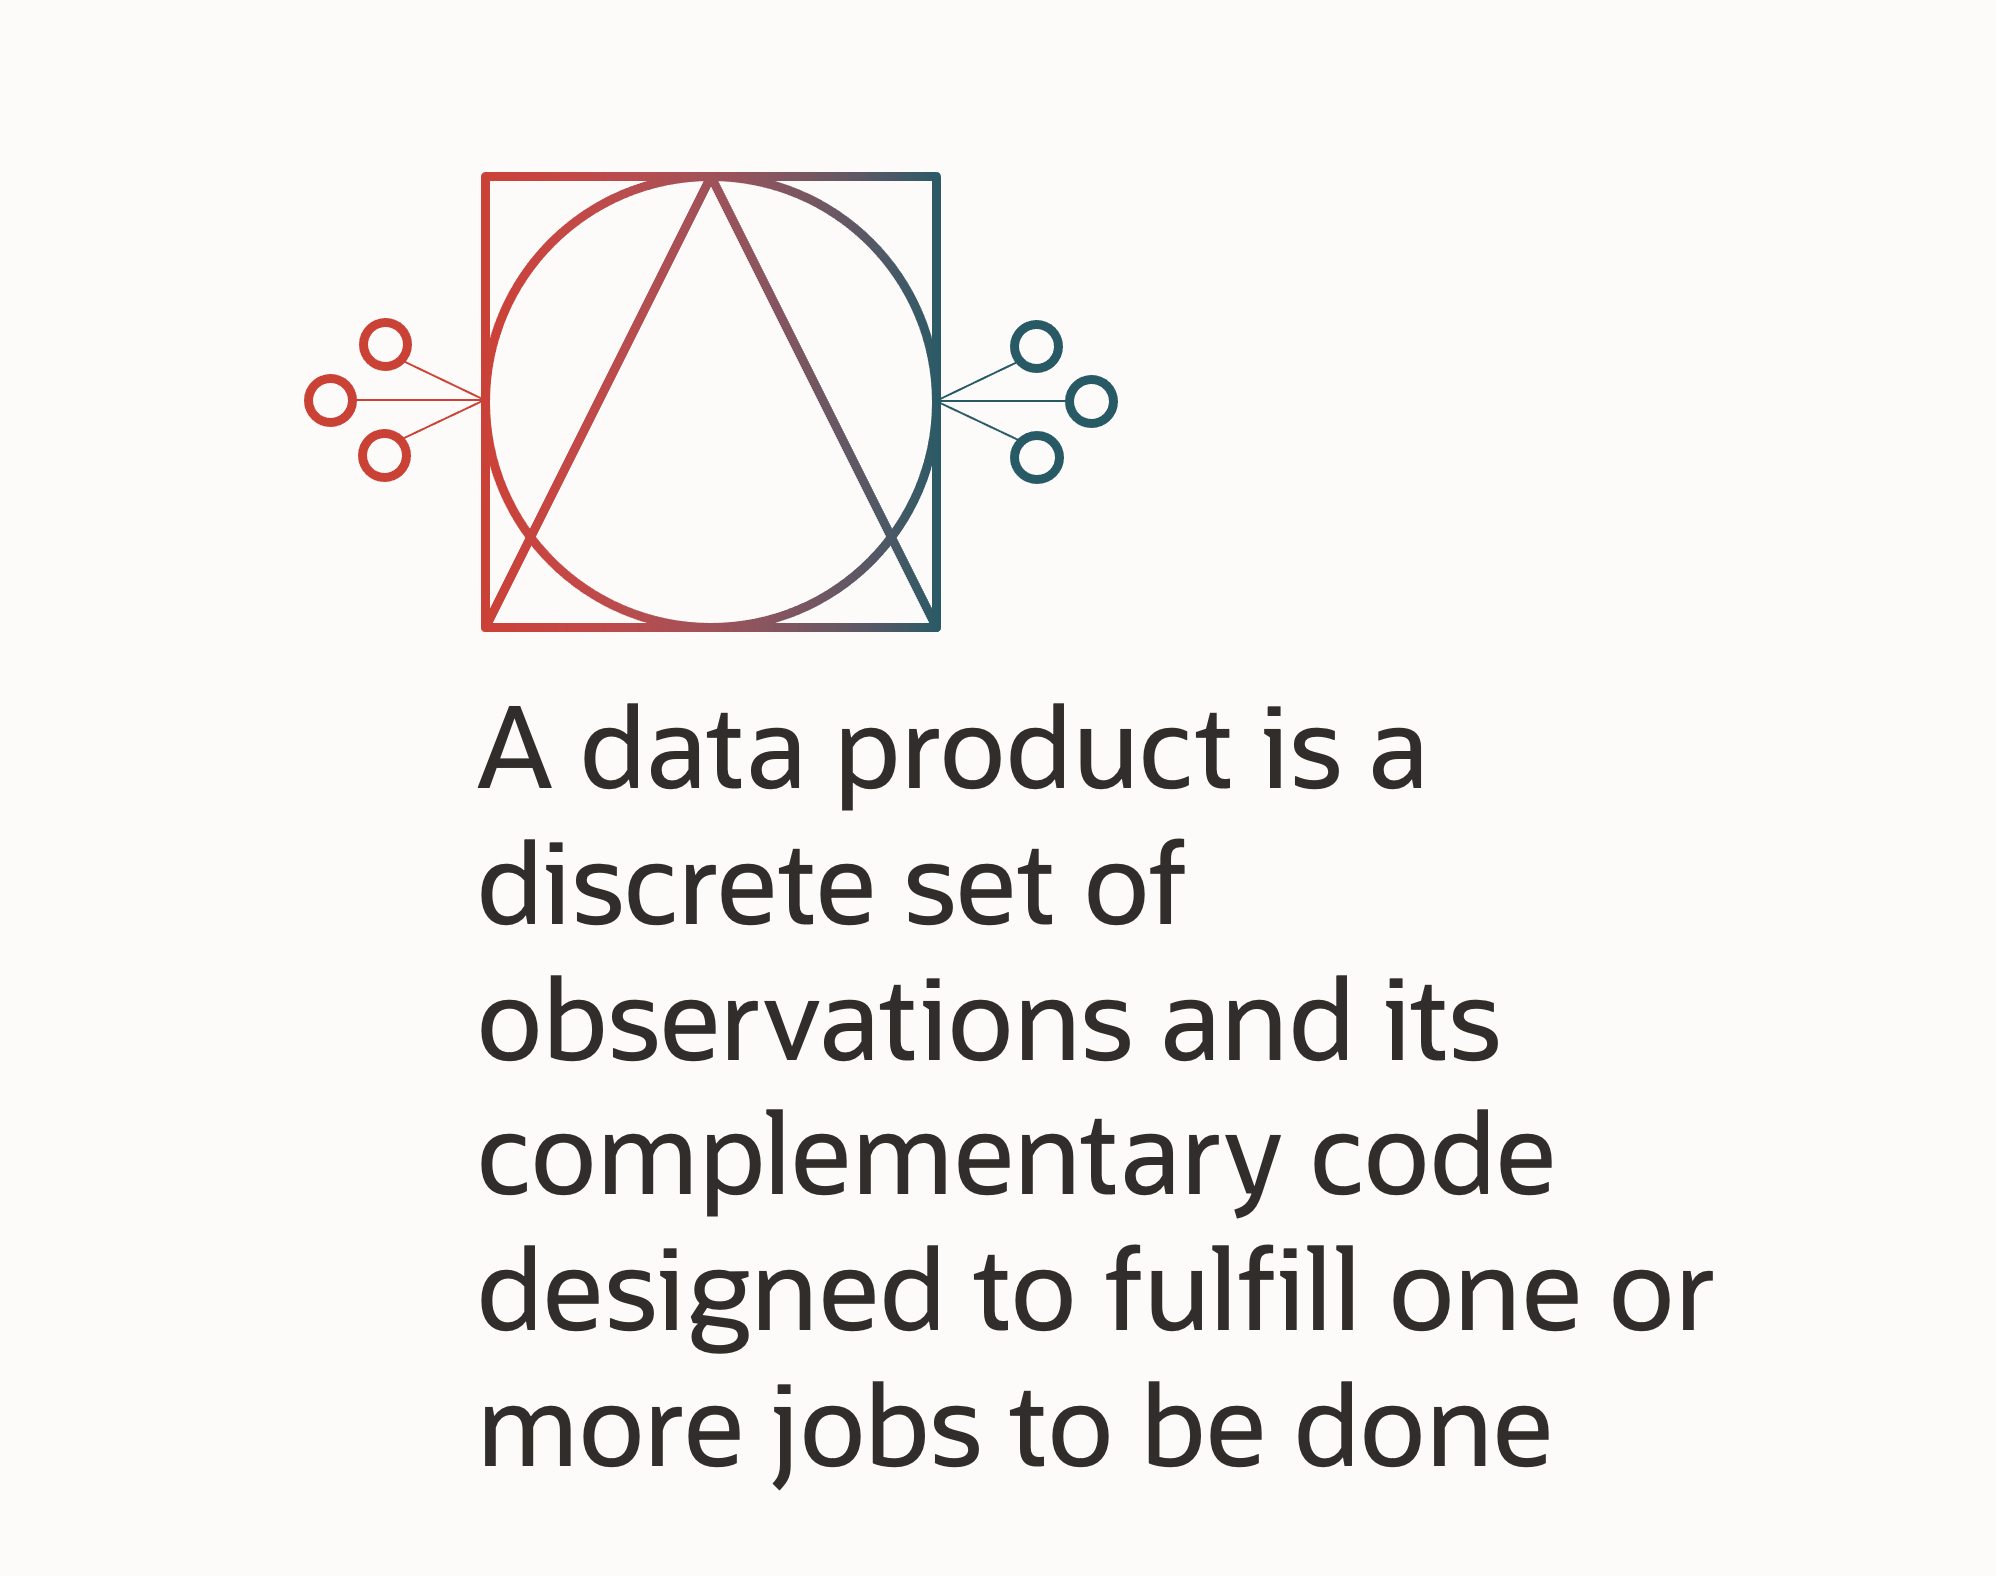 A data product is a
discrete set of
observations and its
complementary code
designed to fulfill one or
more jobs to be done